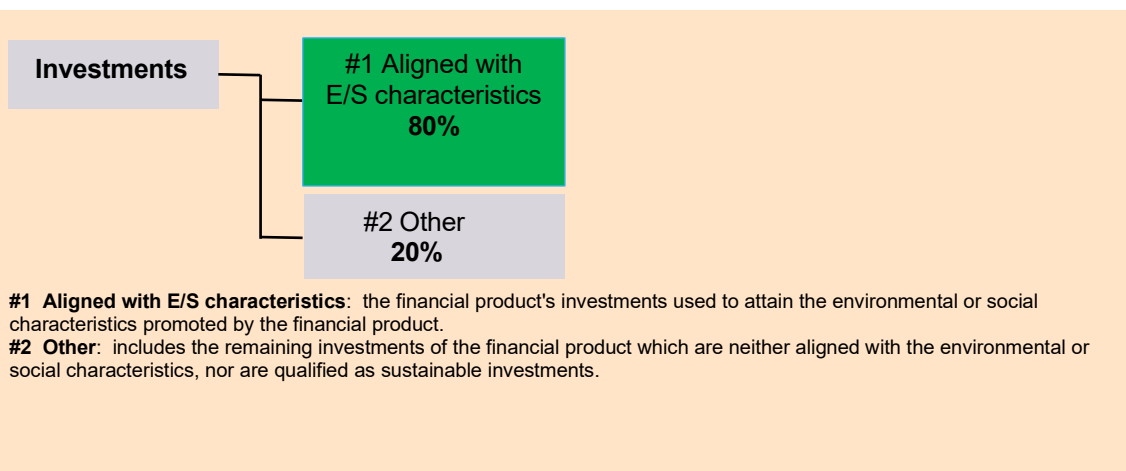 Investments
#1 Aligned with
E/S characteristics
80%
#2 Other
20%
#1 Aligned with E/S characteristics: the financial product's investments used to attain the environmental or social
characteristics promoted by the financial product.
#2 Other: includes the remaining investments of the financial product which are neither aligned with the environmental or
social characteristics, nor are qualified as sustainable investments.